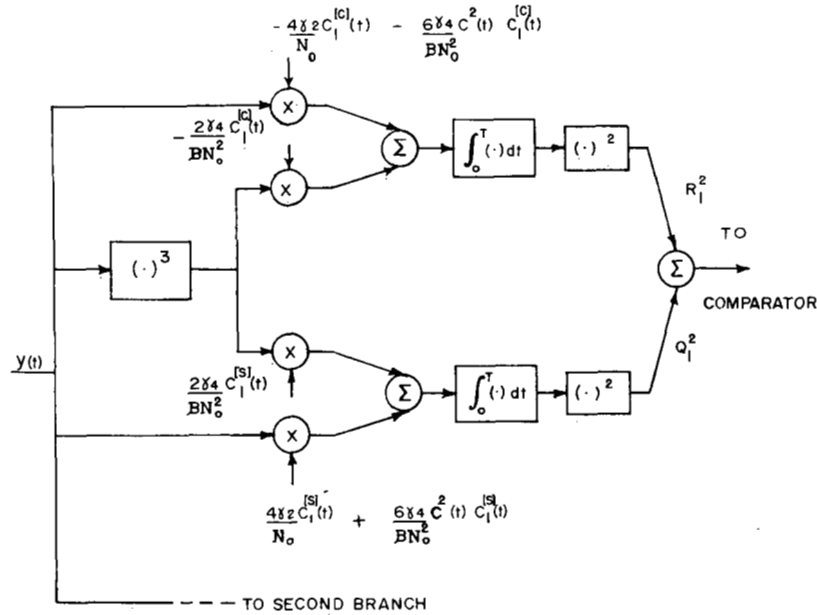 - 4γ2/N₀ C₁^[C](t) - 6γ4/BN₀² C²(t) C₁^[C](t)
X
- 2γ4/BN₀² C₁^[C](t)
Σ
∫₀ᵀ(·)dt
(·)²
X
R₁²
(·)³
Σ
TO
COMPARATOR
y(t)
X
2γ4/BN₀² C₁^[S](t)
Σ
∫₀ᵀ(·)dt
(·)²
Q₁²
X
4γ2/N₀ C₁^[S](t) + 6γ4/BN₀² C²(t) C₁^[S](t)
TO SECOND BRANCH